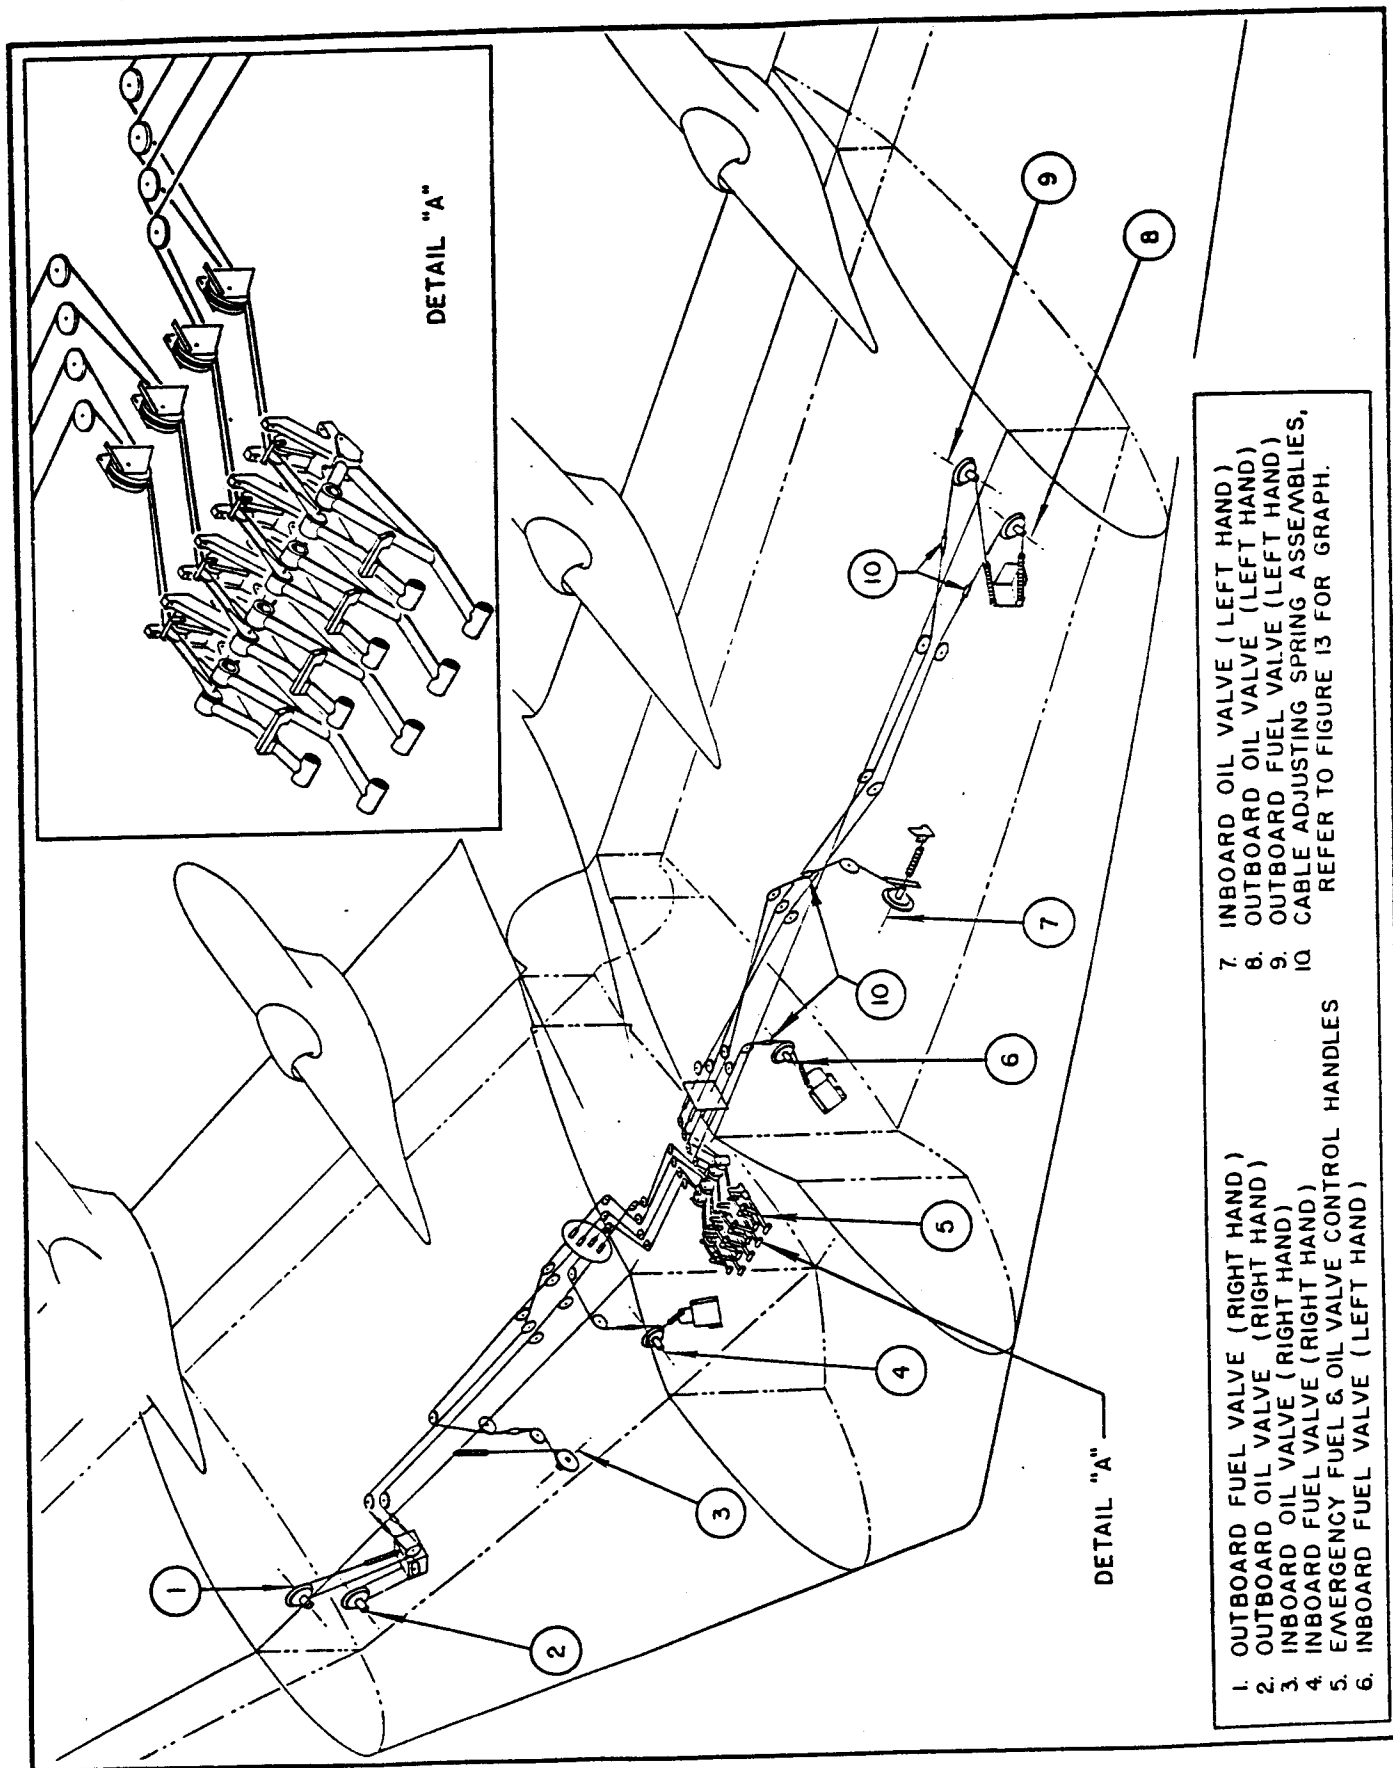 DETAIL "A"
1
2
3
4
5
6
7
8
9
10
10
DETAIL "A"
1. OUTBOARD FUEL VALVE (RIGHT HAND)
2. OUTBOARD OIL VALVE (RIGHT HAND)
3. INBOARD OIL VALVE (RIGHT HAND)
4. INBOARD FUEL VALVE (RIGHT HAND)
5. EMERGENCY FUEL & OIL VALVE CONTROL HANDLES
6. INBOARD FUEL VALVE (LEFT HAND)
7. INBOARD OIL VALVE (LEFT HAND)
8. OUTBOARD OIL VALVE (LEFT HAND)
9. OUTBOARD FUEL VALVE (LEFT HAND)
10. CABLE ADJUSTING SPRING ASSEMBLIES,
REFER TO FIGURE 13 FOR GRAPH.